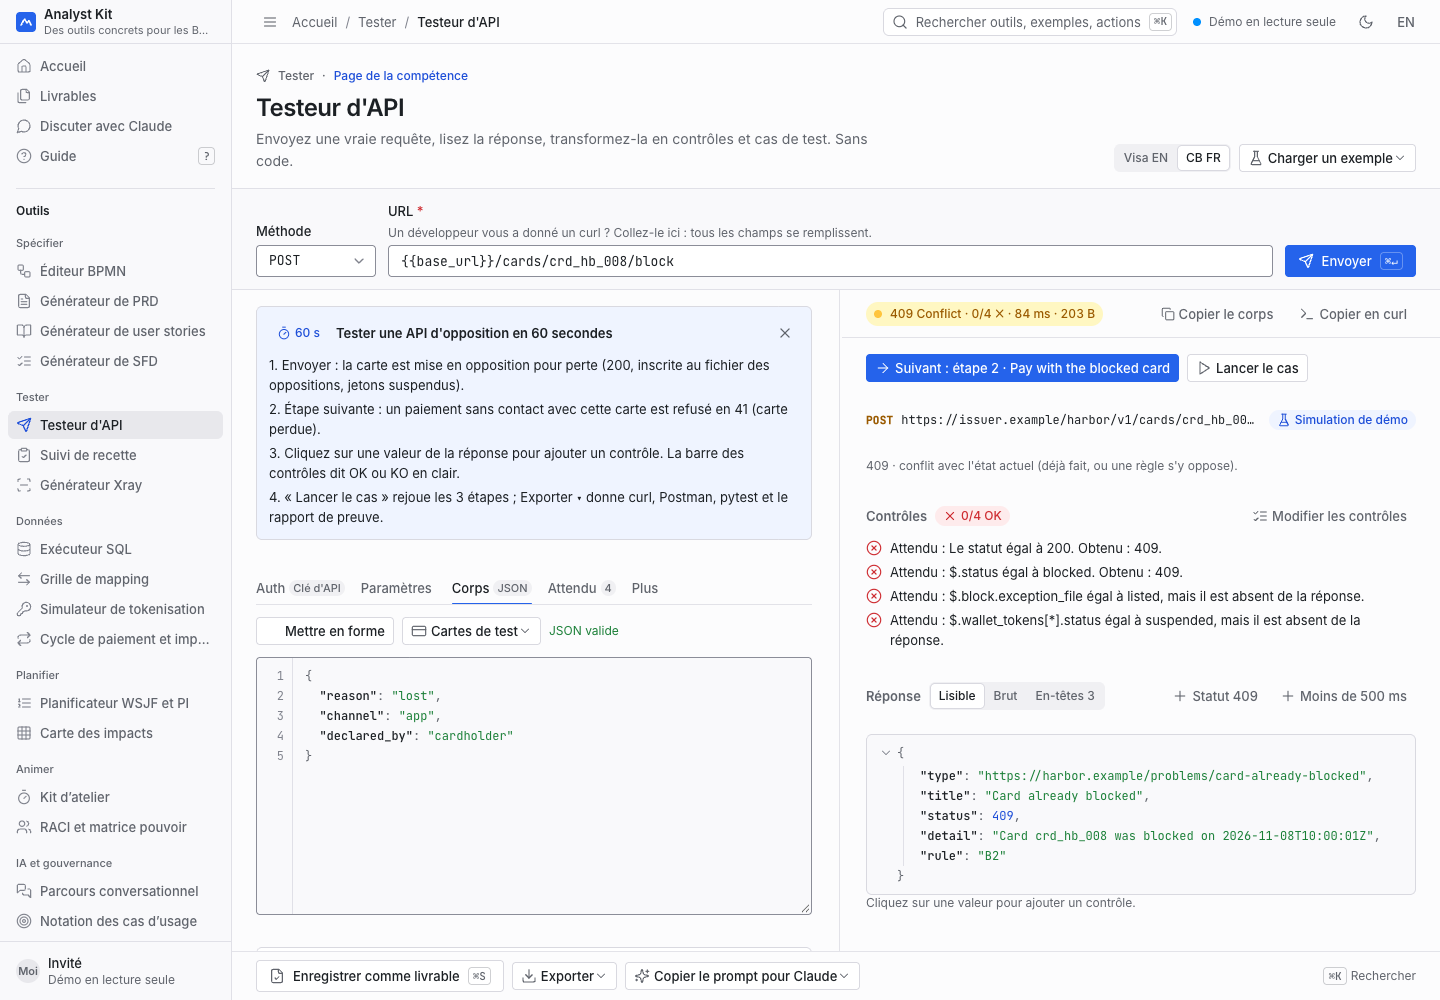 Analyst Kit
Des outils concrets pour les B...
Accueil
Livrables
Discuter avec Claude
Guide
?
Outils
Spécifier
Éditeur BPMN
Générateur de PRD
Générateur de user stories
Générateur de SFD
Tester
Testeur d'API
Suivi de recette
Générateur Xray
Données
Exécuteur SQL
Grille de mapping
Simulateur de tokenisation
Cycle de paiement et imp...
Planifier
Planificateur WSJF et PI
Carte des impacts
Animer
Kit d’atelier
RACI et matrice pouvoir
IA et gouvernance
Parcours conversationnel
Notation des cas d’usage
Moi
Invité
Démo en lecture seule
Accueil / Tester / Testeur d'API
Rechercher outils, exemples, actions ⌘K
Démo en lecture seule
EN
Tester · Page de la compétence
Testeur d'API
Envoyez une vraie requête, lisez la réponse, transformez-la en contrôles et cas de test. Sans
code.
Visa EN
CB FR
Charger un exemple
Méthode
POST
URL *
Un développeur vous a donné un curl ? Collez-le ici : tous les champs se remplissent.
{{base_url}}/cards/crd_hb_008/block
Envoyer ⌘↵
60 s
Tester une API d'opposition en 60 secondes
1. Envoyer : la carte est mise en opposition pour perte (200, inscrite au fichier des
oppositions, jetons suspendus).
2. Étape suivante : un paiement sans contact avec cette carte est refusé en 41 (carte
perdue).
3. Cliquez sur une valeur de la réponse pour ajouter un contrôle. La barre des
contrôles dit OK ou KO en clair.
4. « Lancer le cas » rejoue les 3 étapes ; Exporter ▾ donne curl, Postman, pytest et le
rapport de preuve.
Auth Clé d'API
Paramètres
Corps JSON
Attendu 4
Plus
Mettre en forme
Cartes de test
JSON valide
1 {
2 "reason": "lost",
3 "channel": "app",
4 "declared_by": "cardholder"
5 }
409 Conflict · 0/4 ✕ · 84 ms · 203 B
Copier le corps
Copier en curl
Suivant : étape 2 · Pay with the blocked card
Lancer le cas
POST https://issuer.example/harbor/v1/cards/crd_hb_00…
Simulation de démo
409 · conflit avec l'état actuel (déjà fait, ou une règle s'y oppose).
Contrôles
0/4 OK
Modifier les contrôles
Attendu : Le statut égal à 200. Obtenu : 409.
Attendu : $.status égal à blocked. Obtenu : 409.
Attendu : $.block.exception_file égal à listed, mais il est absent de la réponse.
Attendu : $.wallet_tokens[*].status égal à suspended, mais il est absent de la
réponse.
Réponse
Lisible
Brut
En-têtes 3
Statut 409
Moins de 500 ms
{
"type": "https://harbor.example/problems/card-already-blocked",
"title": "Card already blocked",
"status": 409,
"detail": "Card crd_hb_008 was blocked on 2026-11-08T10:00:01Z",
"rule": "B2"
}
Cliquez sur une valeur pour ajouter un contrôle.
Enregistrer comme livrable ⌘S
Exporter
Copier le prompt pour Claude
⌘K Rechercher